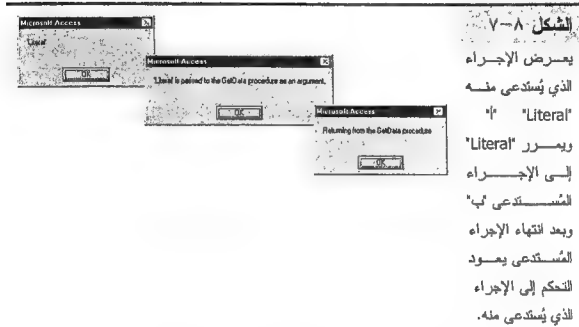 الشكل ٨-٧
يعرض الإجراء
الذي يُستدعى منه
"Literal" "أ"
ويمرر "Literal"
إلى الإجراء
المُستدعى "ب"
وبعد انتهاء الإجراء
المُستدعى يعود
التحكم إلى الإجراء
الذي يُستدعى منه.
Microsoft Access
Literal
OK
Microsoft Access
'Literal' is passed to the GetData procedure as an argument.
OK
Microsoft Access
Returning from the GetData procedure
OK